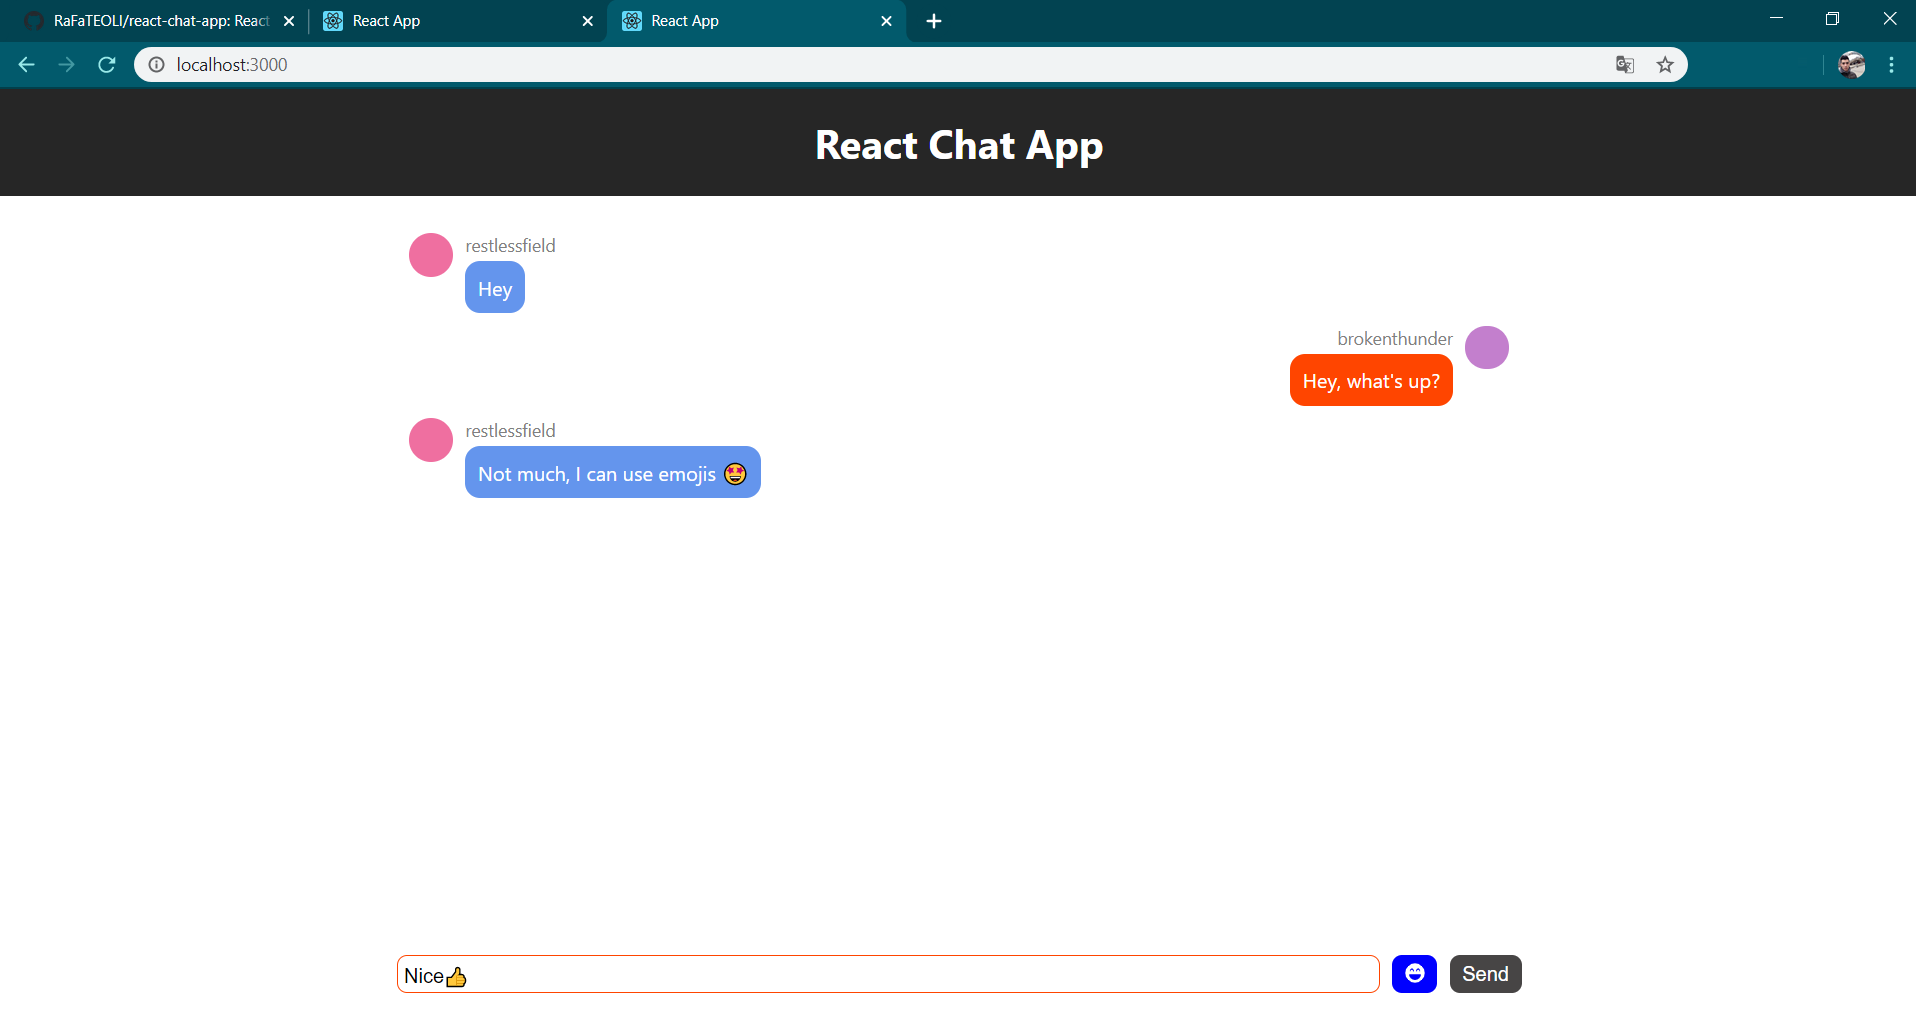 RaFaTEOLI/react-chat-app: React
React App
React App
localhost:3000
React Chat App
restlessfield
Hey
brokenthunder
Hey, what's up?
restlessfield
Not much, I can use emojis 🤩
Nice👍
Send